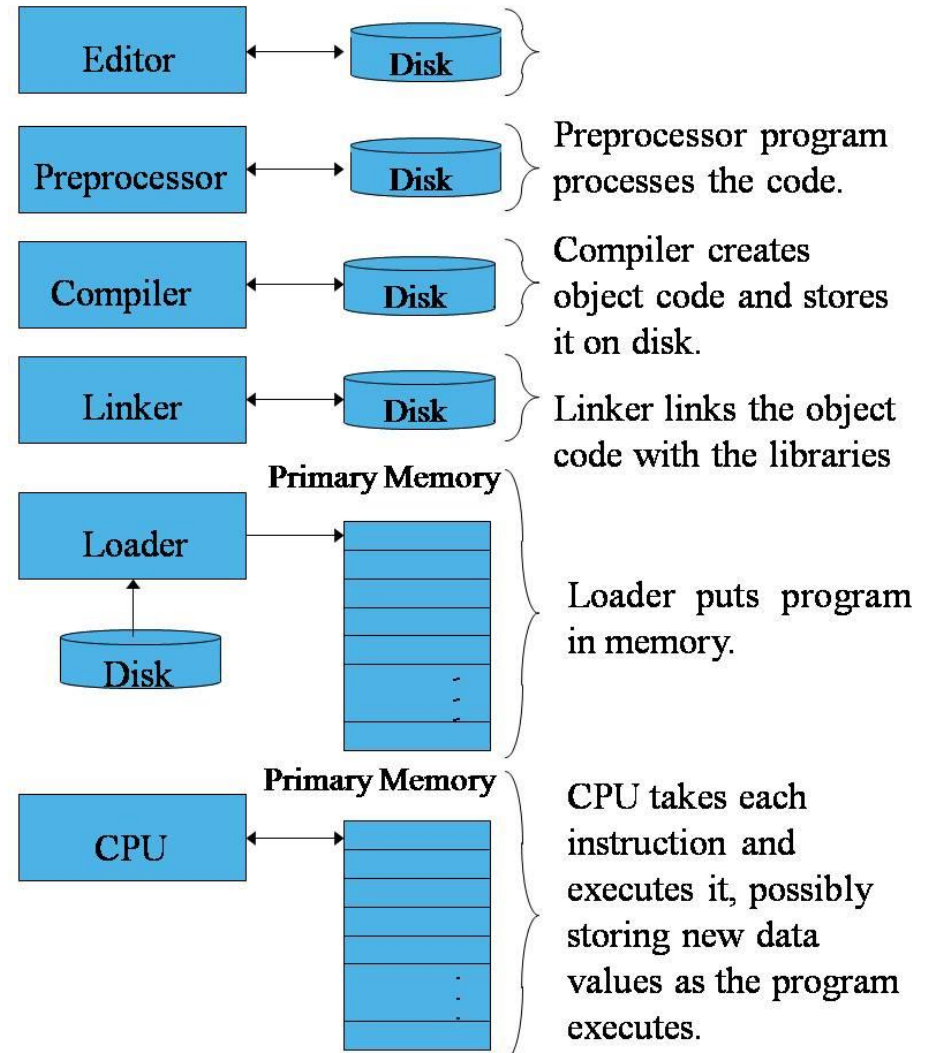 Editor
Disk
Preprocessor
Disk
Preprocessor program
processes the code.
Compiler
Disk
Compiler creates
object code and stores
it on disk.
Linker
Disk
Linker links the object
code with the libraries
Primary Memory
Loader
Disk
Loader puts program
in memory.
Primary Memory
CPU
CPU takes each
instruction and
executes it, possibly
storing new data
values as the program
executes.